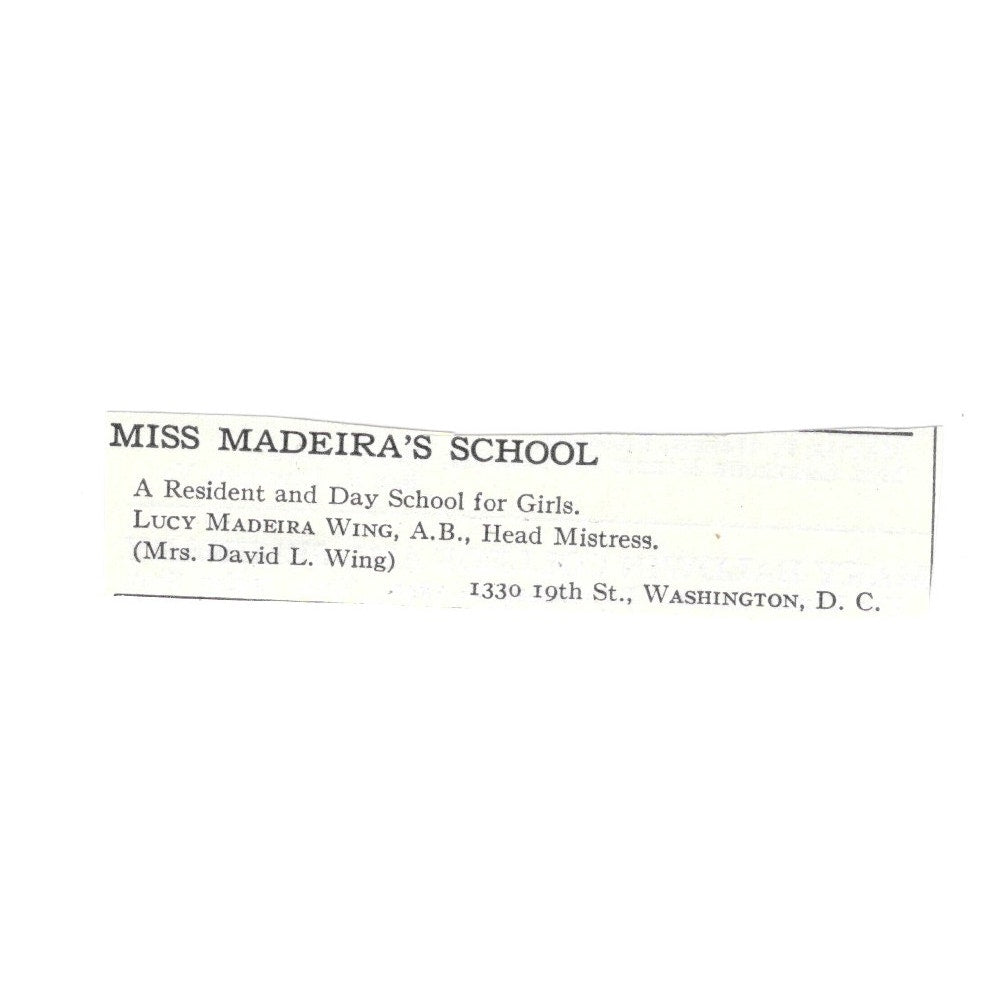 MISS MADEIRA'S SCHOOL
A Resident and Day School for Girls.
LUCY MADEIRA WING, A.B., Head Mistress.
(Mrs. David L. Wing)
1330 19th St., WASHINGTON, D. C.